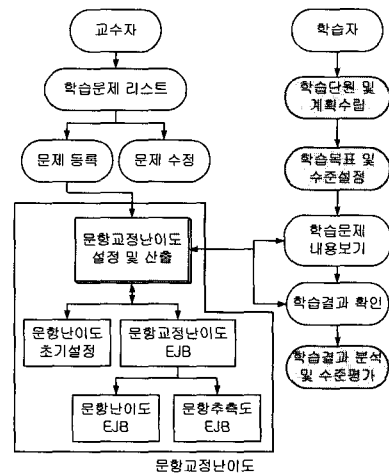 교수자
학습문제 리스트
문제 등록
문제 수정
문항교정난이도
설정 및 산출
문항난이도
초기설정
문항교정난이도
EJB
문항난이도
EJB
문항추측도
EJB
문항교정난이도
학습자
학습단원 및
계획수립
학습목표 및
수준설정
학습문제
내용보기
학습결과 확인
학습결과 분석
및 수준평가